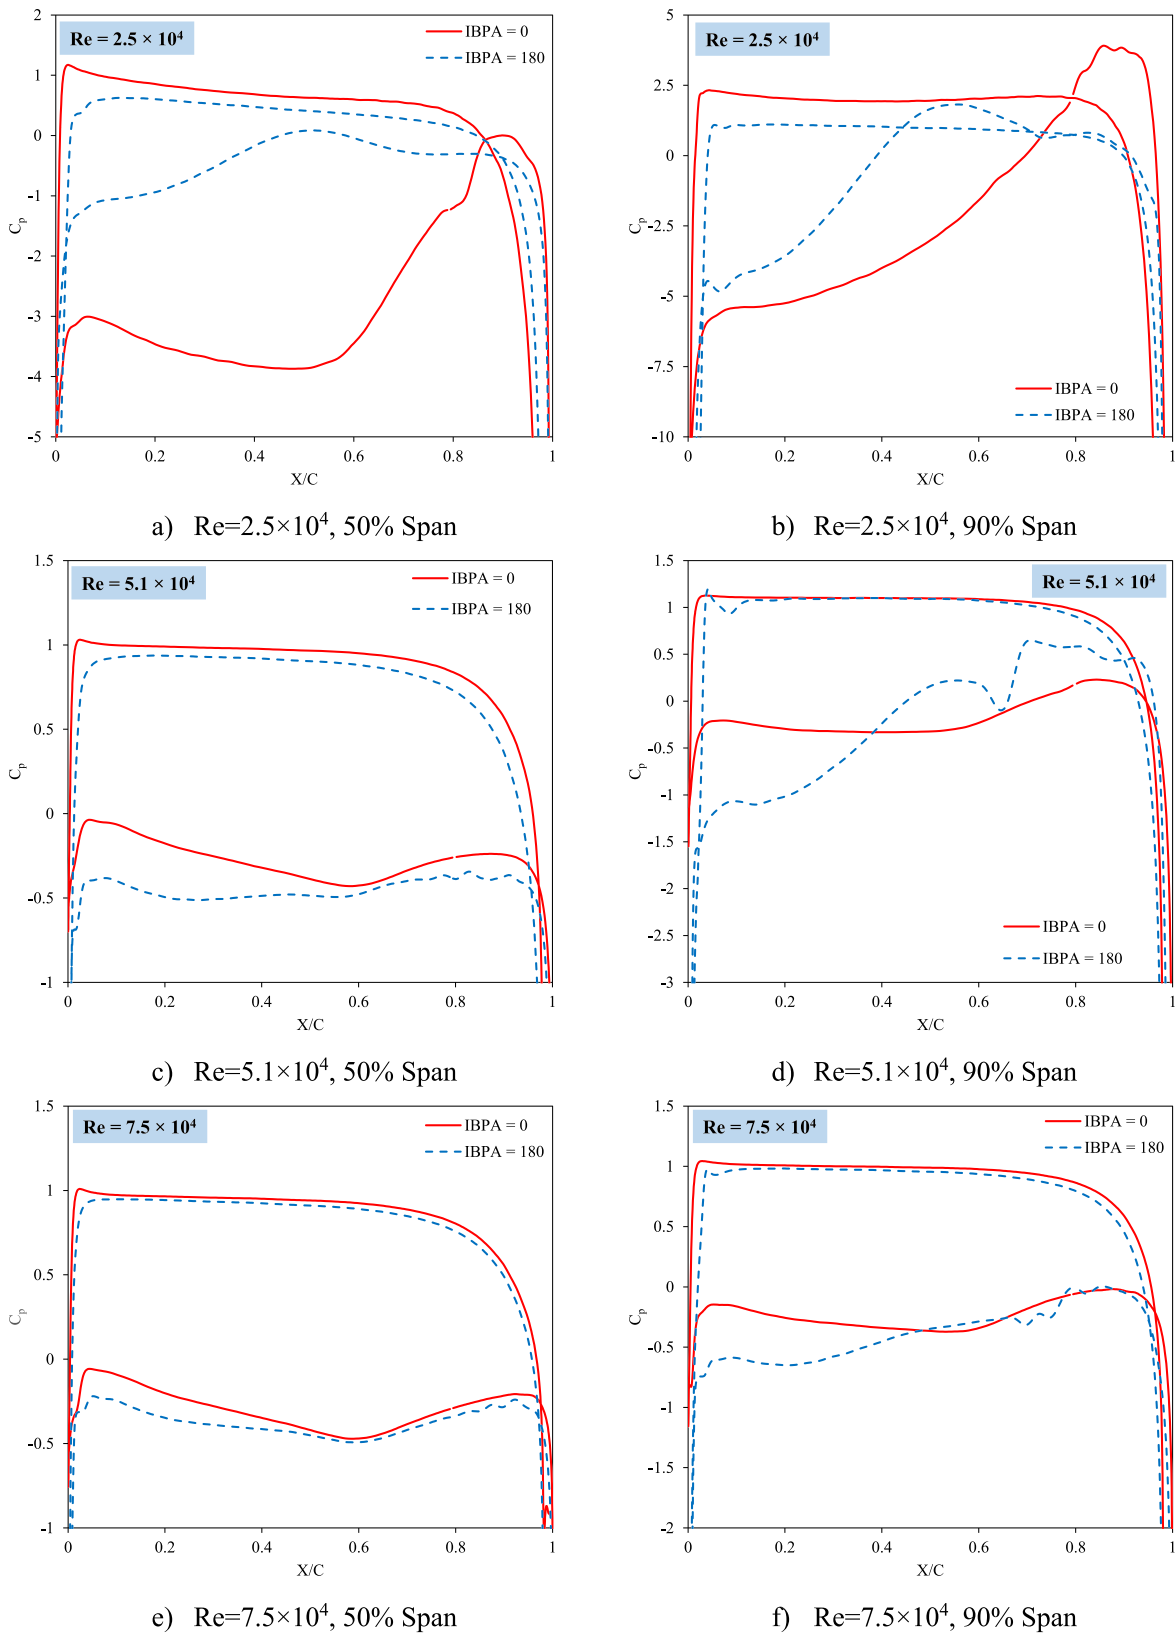 Re = 2.5 × 10⁴
IBPA = 0
IBPA = 180
2
1
0
-1
-2
-3
-4
-5
Cₚ
0 0.2 0.4 0.6 0.8 1
X/C
a) Re=2.5×10⁴, 50% Span
Re = 2.5 × 10⁴
5
2.5
0
-2.5
-5
-7.5
-10
Cₚ
IBPA = 0
IBPA = 180
0 0.2 0.4 0.6 0.8 1
X/C
b) Re=2.5×10⁴, 90% Span
Re = 5.1 × 10⁴
IBPA = 0
IBPA = 180
1.5
1
0.5
0
-0.5
-1
Cₚ
0 0.2 0.4 0.6 0.8 1
X/C
c) Re=5.1×10⁴, 50% Span
Re = 5.1 × 10⁴
1.5
1
0.5
0
-0.5
-1
-1.5
-2
-2.5
-3
Cₚ
IBPA = 0
IBPA = 180
0 0.2 0.4 0.6 0.8 1
X/C
d) Re=5.1×10⁴, 90% Span
Re = 7.5 × 10⁴
IBPA = 0
IBPA = 180
1.5
1
0.5
0
-0.5
-1
Cₚ
0 0.2 0.4 0.6 0.8 1
X/C
e) Re=7.5×10⁴, 50% Span
Re = 7.5 × 10⁴
IBPA = 0
IBPA = 180
1.5
1
0.5
0
-0.5
-1
-1.5
-2
Cₚ
0 0.2 0.4 0.6 0.8 1
X/C
f) Re=7.5×10⁴, 90% Span